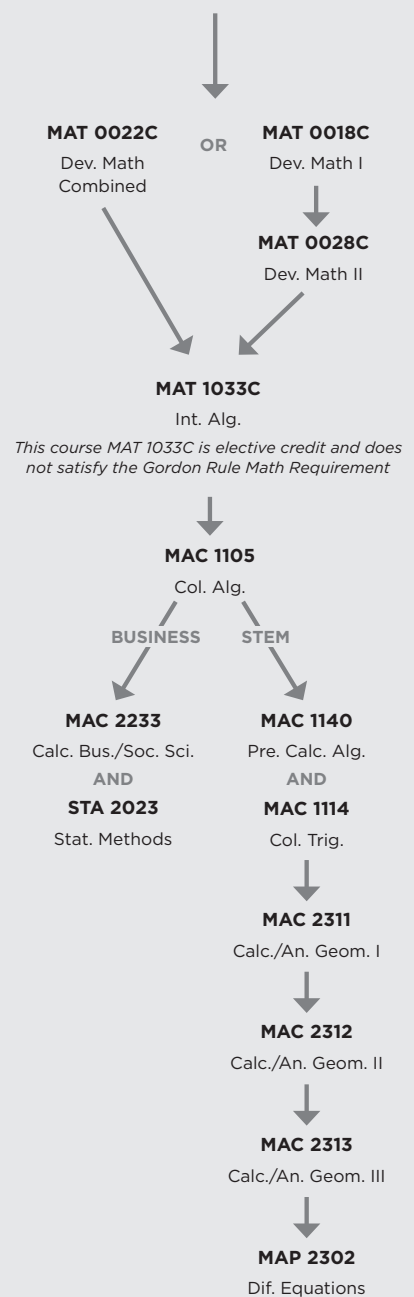 MAT 0022C
Dev. Math
Combined
OR
MAT 0018C
Dev. Math I
MAT 0028C
Dev. Math II
MAT 1033C
Int. Alg.
This course MAT 1033C is elective credit and does
not satisfy the Gordon Rule Math Requirement
MAC 1105
Col. Alg.
BUSINESS
STEM
MAC 2233
Calc. Bus./Soc. Sci.
AND
STA 2023
Stat. Methods
MAC 1140
Pre. Calc. Alg.
AND
MAC 1114
Col. Trig.
MAC 2311
Calc./An. Geom. I
MAC 2312
Calc./An. Geom. II
MAC 2313
Calc./An. Geom. III
MAP 2302
Dif. Equations